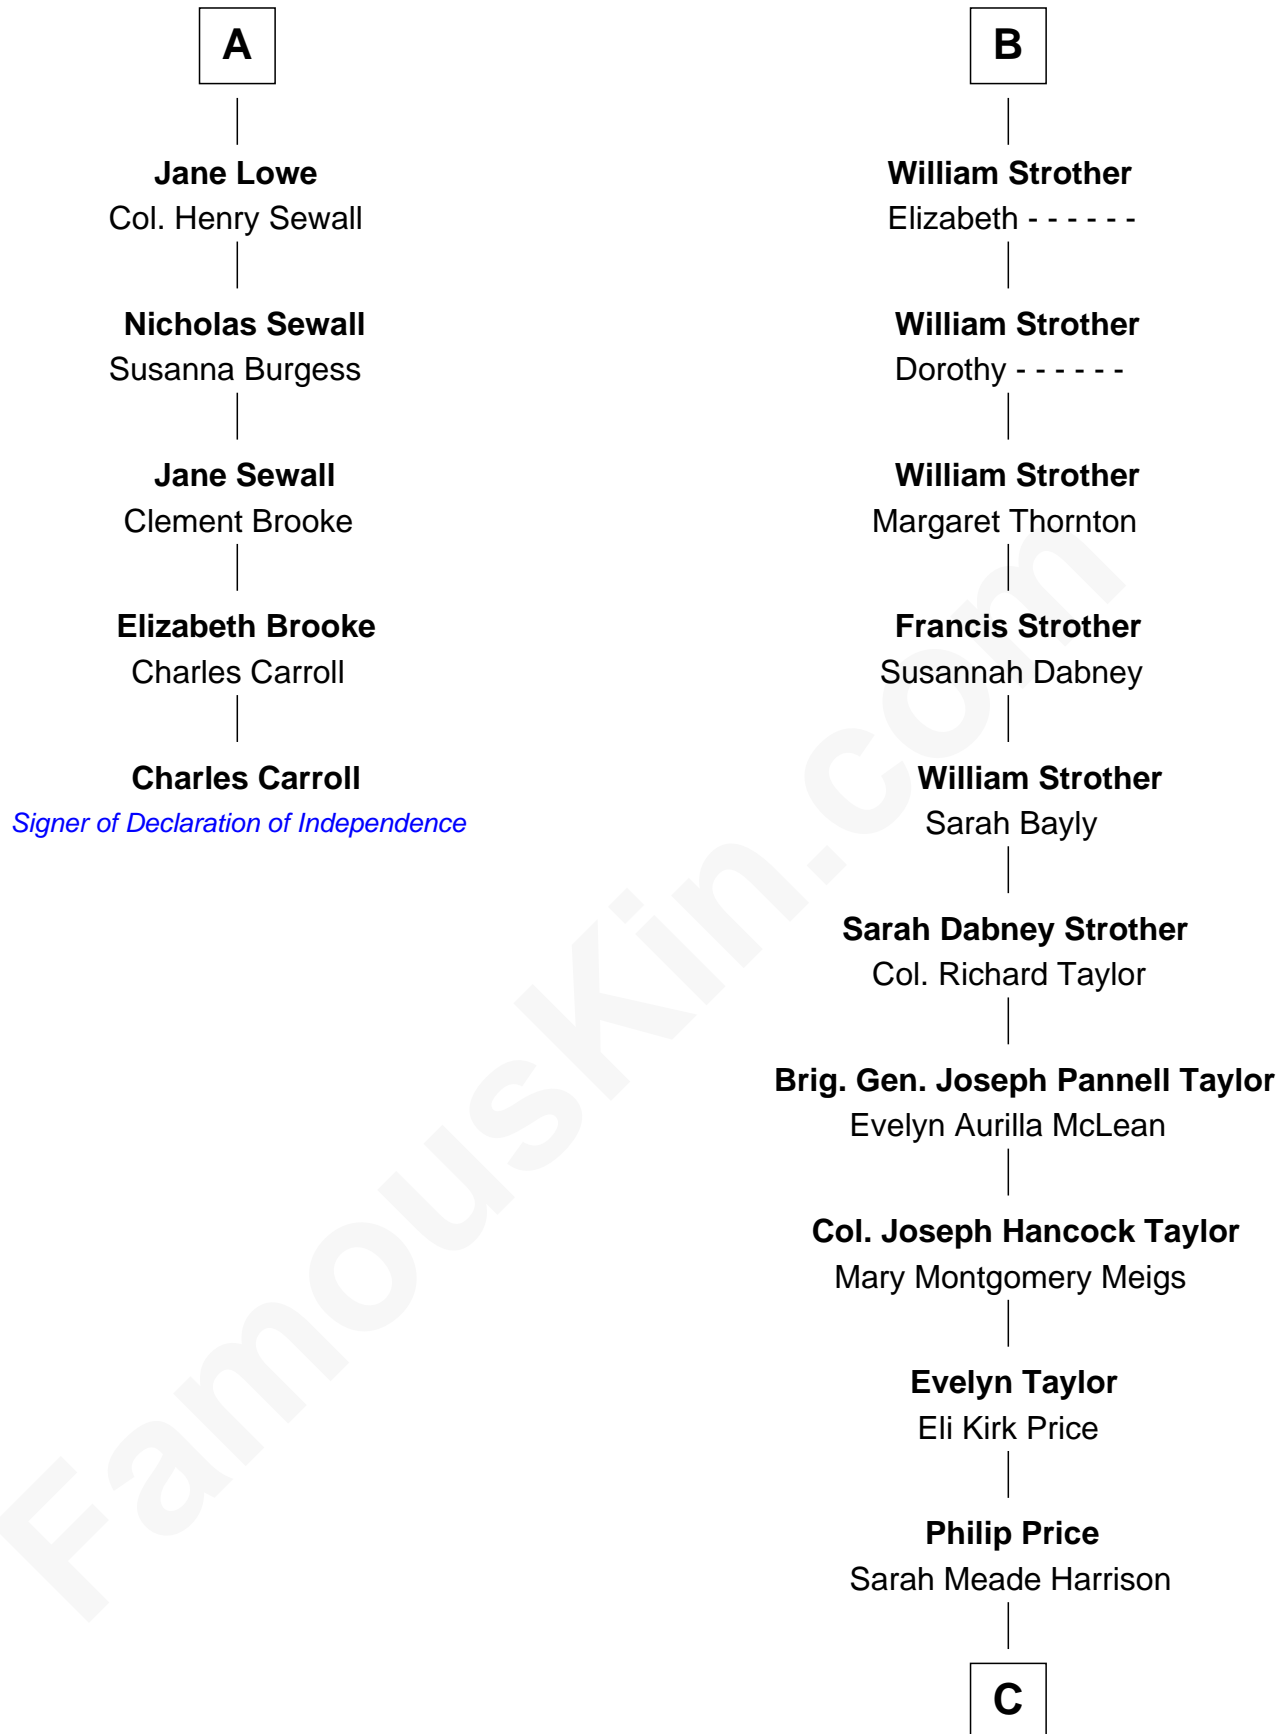 A
Jane Lowe
Col. Henry Sewall
Nicholas Sewall
Susanna Burgess
Jane Sewall
Clement Brooke
Elizabeth Brooke
Charles Carroll
Charles Carroll
Signer of Declaration of Independence
B
William Strother
Elizabeth - - - - - -
William Strother
Dorothy - - - - - -
William Strother
Margaret Thornton
Francis Strother
Susannah Dabney
William Strother
Sarah Bayly
Sarah Dabney Strother
Col. Richard Taylor
Brig. Gen. Joseph Pannell Taylor
Evelyn Aurilla McLean
Col. Joseph Hancock Taylor
Mary Montgomery Meigs
Evelyn Taylor
Eli Kirk Price
Philip Price
Sarah Meade Harrison
C
FamousKin.com